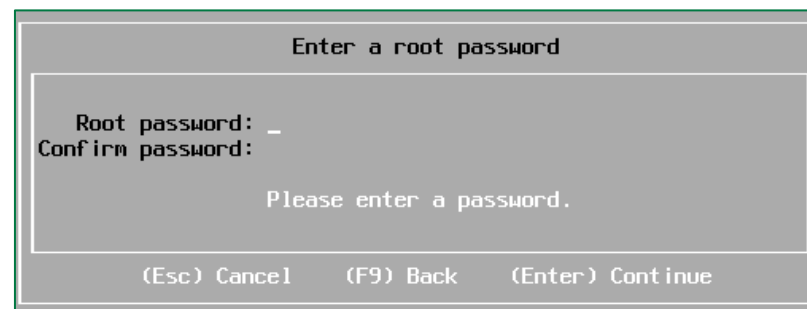 Enter a root password
Root password: _
Confirm password:
Please enter a password.
(Esc) Cancel (F9) Back (Enter) Continue